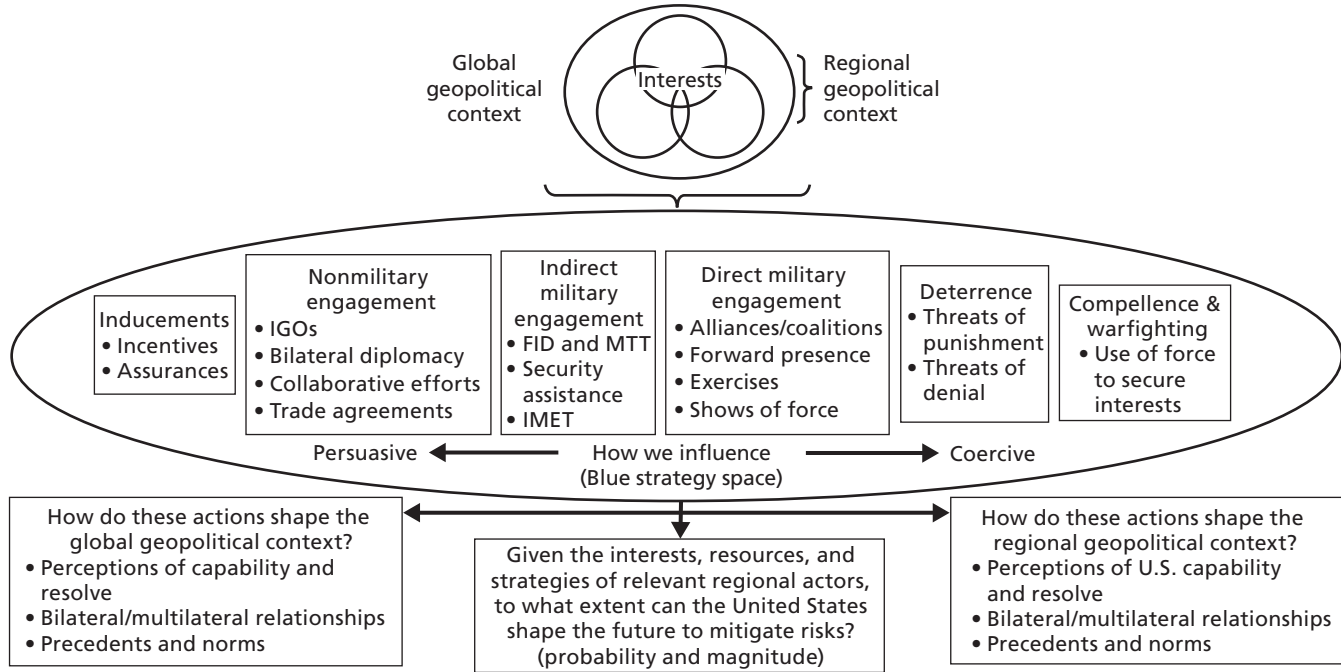 Global
geopolitical
context
Interests
Regional
geopolitical
context
Inducements
• Incentives
• Assurances
Nonmilitary
engagement
• IGOs
• Bilateral diplomacy
• Collaborative efforts
• Trade agreements
Indirect
military
engagement
• FID and MTT
• Security
assistance
• IMET
Direct military
engagement
• Alliances/coalitions
• Forward presence
• Exercises
• Shows of force
Deterrence
• Threats of
punishment
• Threats of
denial
Compellence &
warfighting
• Use of force
to secure
interests
Persuasive
How we influence
(Blue strategy space)
Coercive
How do these actions shape the
global geopolitical context?
• Perceptions of capability and
resolve
• Bilateral/multilateral relationships
• Precedents and norms
Given the interests, resources, and
strategies of relevant regional actors,
to what extent can the United States
shape the future to mitigate risks?
(probability and magnitude)
How do these actions shape the
regional geopolitical context?
• Perceptions of U.S. capability
and resolve
• Bilateral/multilateral relationships
• Precedents and norms